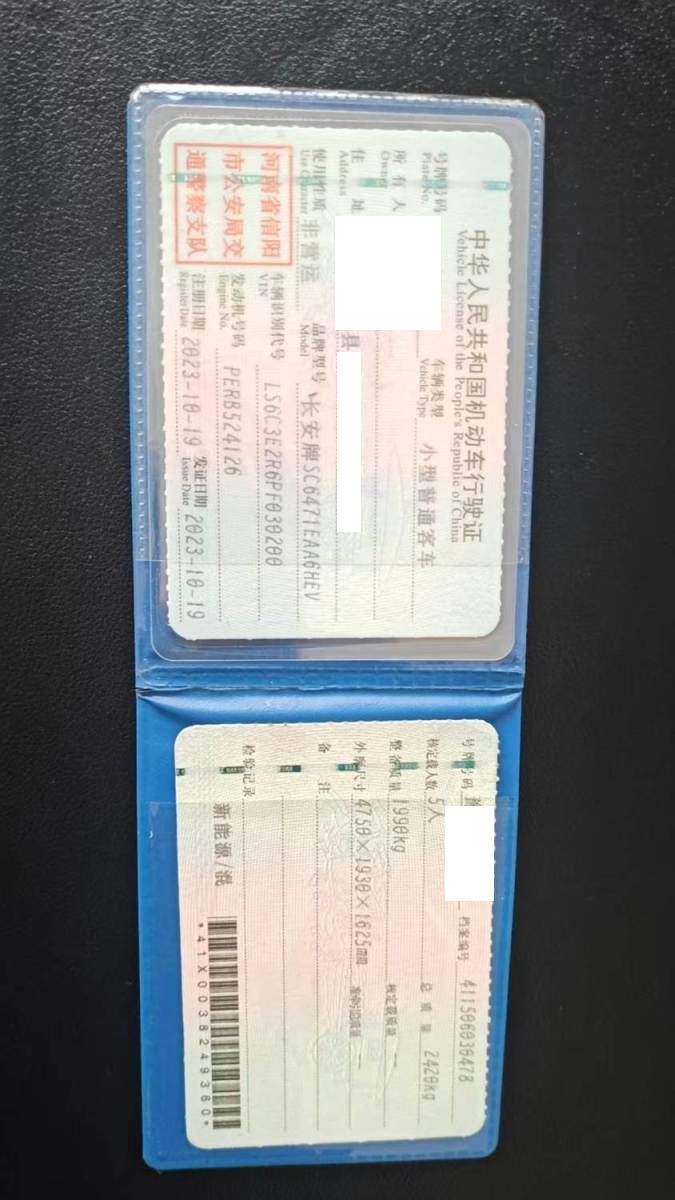 中华人民共和国机动车行驶证
Vehicle License of the People's Republic of China
号牌号码
Plate No.
车辆类型 小型普通客车
Vehicle Type
所有人
Owner
住址 县
Address
使用性质 非营运 品牌型号 长安牌SC6471EAA6HEV
Use Character Model
河南省信阳
市公安局交
通警察支队
车辆识别代号 LS6C3E2R6PF030200
VIN
发动机号码 PERB524126
Engine No.
注册日期 2023-10-19 发证日期 2023-10-19
Register Date Issue Date
号牌号码 档案编号 411506030478
核定载人数 5人 总质量 2420kg
整备质量 1990kg 核定载质量 --
外廓尺寸 4750×1930×1625mm 准牵引总质量 --
备注
检验记录
新能源/混
*41X0038249360*